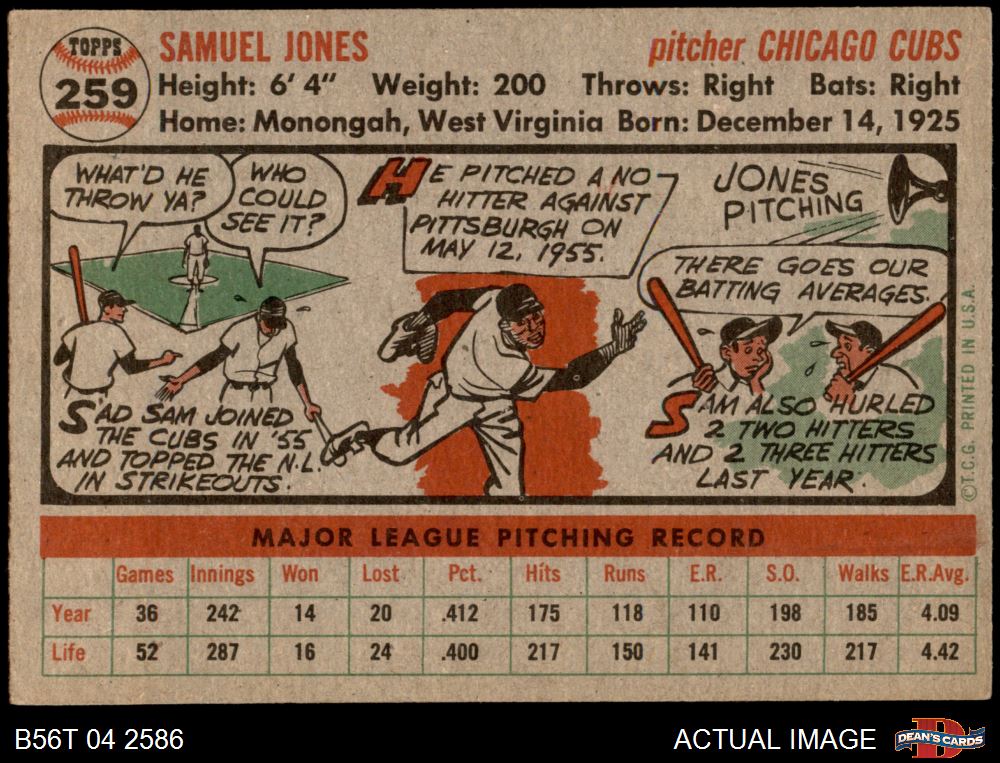 TOPPS
259
SAMUEL JONES pitcher CHICAGO CUBS
Height: 6' 4" Weight: 200 Throws: Right Bats: Right
Home: Monongah, West Virginia Born: December 14, 1925
WHAT'D HE
THROW YA?
WHO
COULD
SEE IT?
SAD SAM JOINED
THE CUBS IN '55
AND TOPPED THE N.L.
IN STRIKEOUTS.
HE PITCHED A NO
HITTER AGAINST
PITTSBURGH ON
MAY 12, 1955.
JONES
PITCHING
THERE GOES OUR
BATTING AVERAGES.
SAM ALSO HURLED
2 TWO HITTERS
AND 2 THREE HITTERS
LAST YEAR.
©T.C.G. PRINTED IN U.S.A.
MAJOR LEAGUE PITCHING RECORD
Games Innings Won Lost Pct. Hits Runs E.R. S.O. Walks E.R.Avg.
Year 36 242 14 20 .412 175 118 110 198 185 4.09
Life 52 287 16 24 .400 217 150 141 230 217 4.42
B56T 04 2586 ACTUAL IMAGE
DEAN'S CARDS